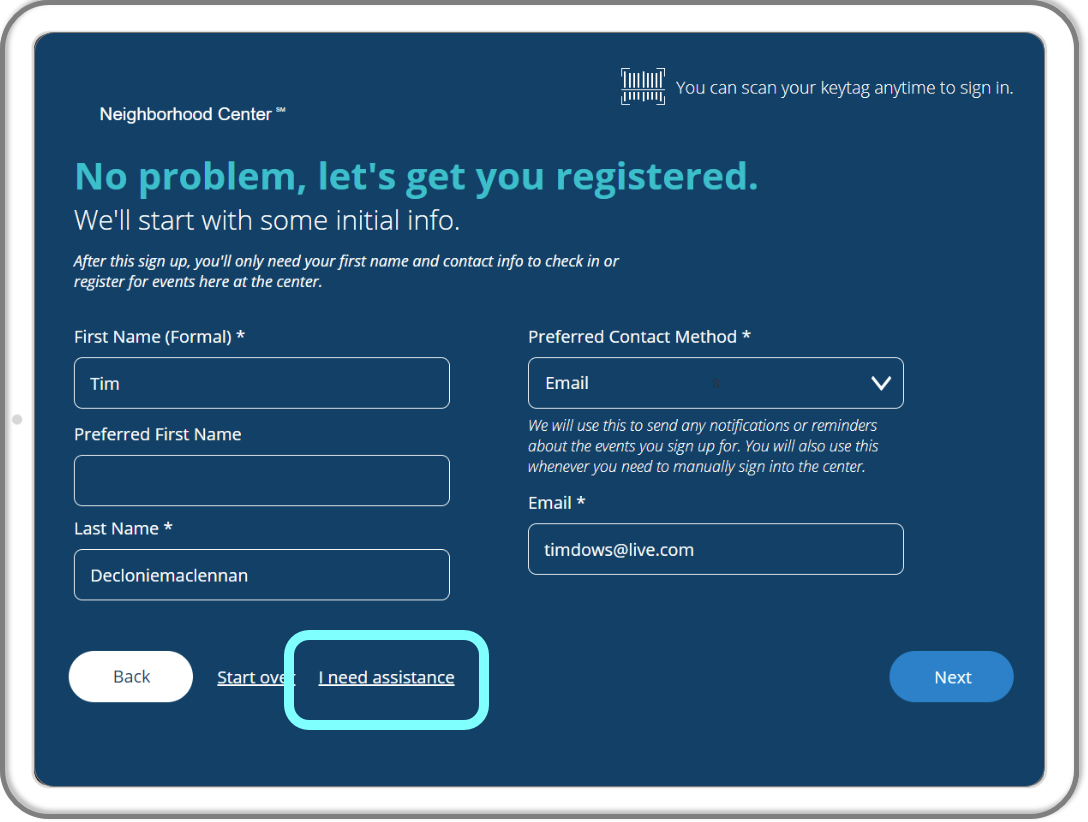 You can scan your keytag anytime to sign in.
Neighborhood Center℠
No problem, let's get you registered.
We'll start with some initial info.
After this sign up, you'll only need your first name and contact info to check in or
register for events here at the center.
First Name (Formal) *
Tim
Preferred First Name
Last Name *
Decloniemaclennan
Preferred Contact Method *
Email
We will use this to send any notifications or reminders
about the events you sign up for. You will also use this
whenever you need to manually sign into the center.
Email *
timdows@live.com
Back
Start over
I need assistance
Next